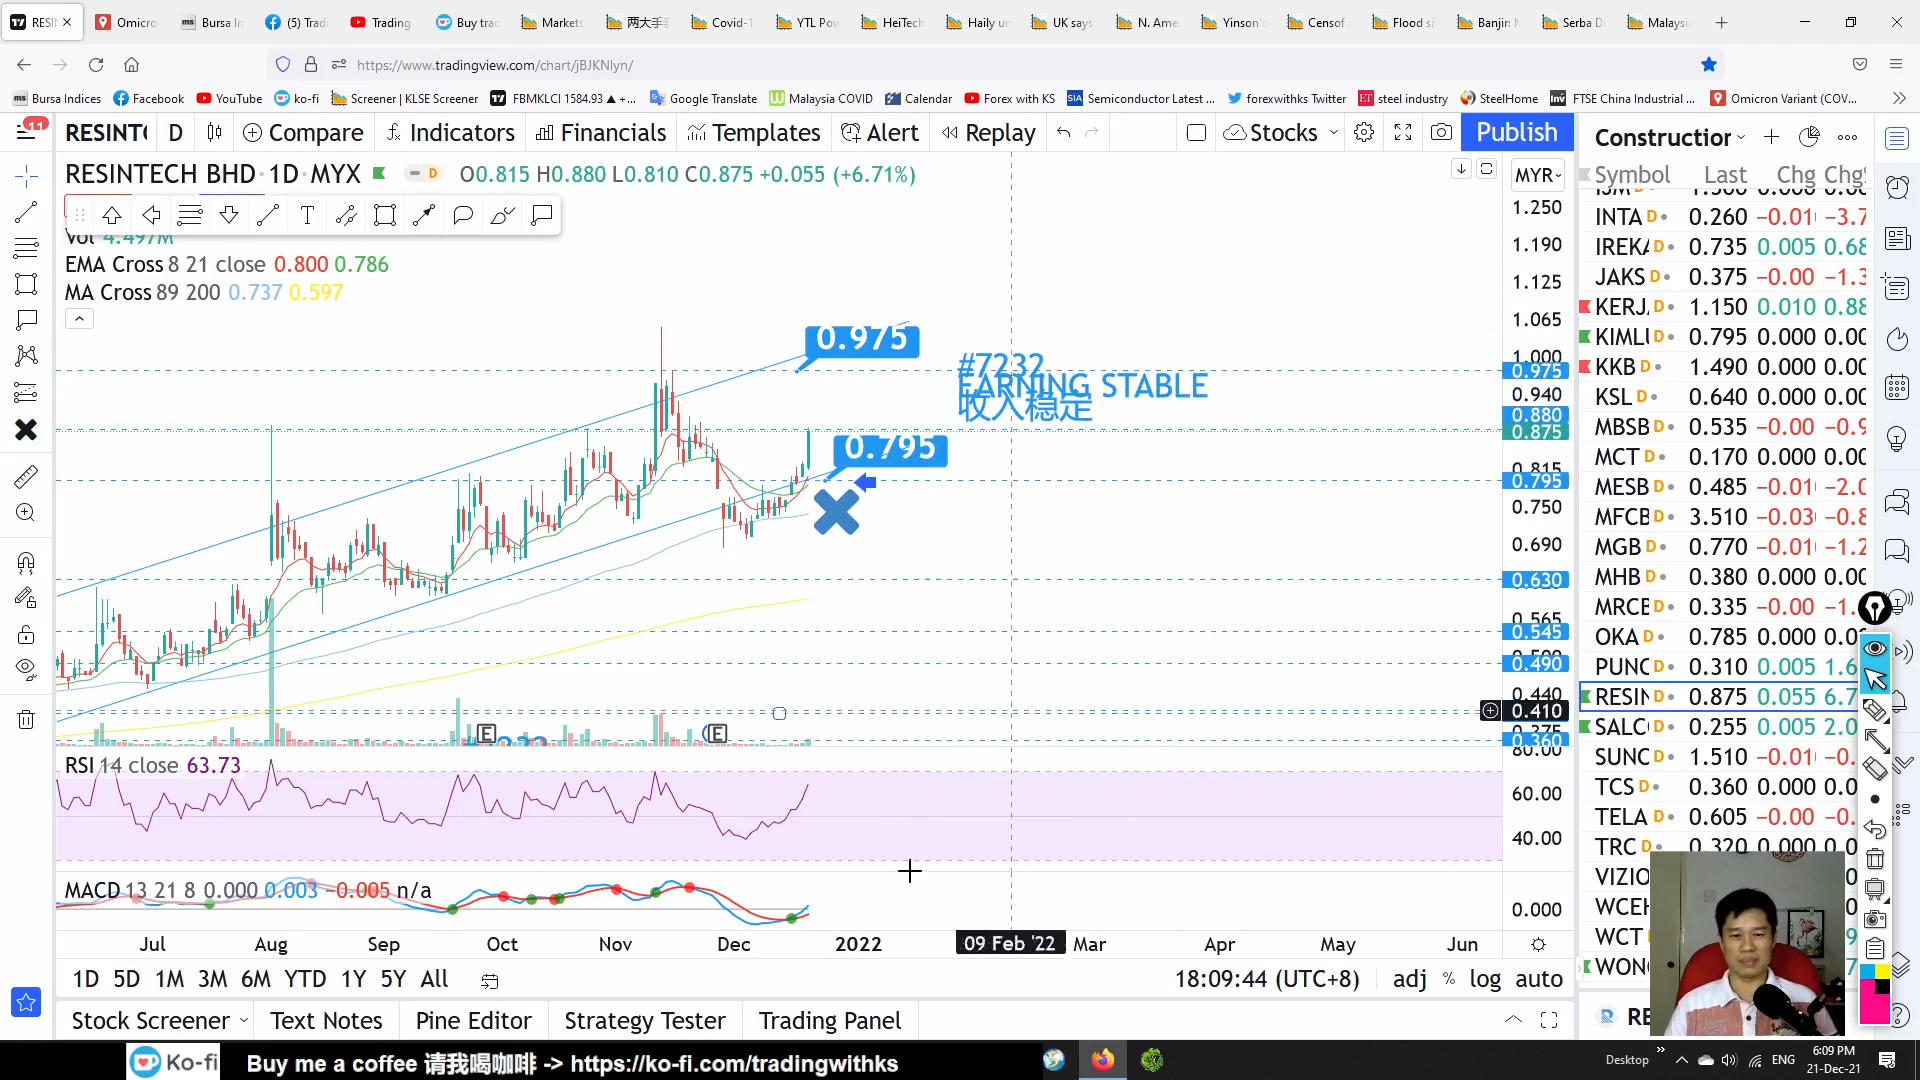 RESIN
Omicro
Bursa In
(5) Tradi
Trading
Buy trad
Markets
两大手
Covid-1
YTL Pow
HeiTech
Haily un
UK says
N. Ame
Yinson's
Censof
Flood si
Banjir: M
Serba D
Malaysi
https://www.tradingview.com/chart/jBJKNlyn/
Bursa Indices
Facebook
YouTube
ko-fi
Screener | KLSE Screener
FBMKLCI 1584.93 ▲ +...
Google Translate
Malaysia COVID
Calendar
Forex with KS
Semiconductor Latest ...
forexwithks Twitter
steel industry
SteelHome
FTSE China Industrial ...
Omicron Variant (COV...
11
RESINT
D
Compare
Indicators
Financials
Templates
Alert
Replay
Stocks
Publish
RESINTECH BHD · 1D · MYX
D
O0.815 H0.880 L0.810 C0.875 +0.055 (+6.71%)
Vol 4.497M
EMA Cross 8 21 close 0.800 0.786
MA Cross 89 200 0.737 0.597
0.975
0.795
#7232
EARNING STABLE
收入稳定
MYR
1.250
1.190
1.125
1.065
1.000
0.975
0.940
0.880
0.875
0.815
0.795
0.750
0.690
0.630
0.565
0.545
0.490
0.440
0.410
0.375
0.360
E
E
RSI 14 close 63.73
80.00
60.00
40.00
MACD 13 21 8 0.000 0.003 −0.005 n/a
0.000
Jul Aug Sep Oct Nov Dec 2022 09 Feb '22 Mar Apr May Jun
1D 5D 1M 3M 6M YTD 1Y 5Y All
18:09:44 (UTC+8) adj % log auto
Stock Screener Text Notes Pine Editor Strategy Tester Trading Panel
Construction
Symbol Last Chg Chg%
IJM D 1.500 0.000 0.00
INTA D 0.260 −0.01 −3.7
IREKA D 0.735 0.005 0.68
JAKS D 0.375 −0.00 −1.3
KERJ D 1.150 0.010 0.88
KIMLU D 0.795 0.000 0.00
KKB D 1.490 0.000 0.00
KSL D 0.640 0.000 0.00
MBSB D 0.535 −0.00 −0.9
MCT D 0.170 0.000 0.00
MESB D 0.485 −0.01 −2.0
MFCB D 3.510 −0.03 −0.8
MGB D 0.770 −0.01 −1.2
MHB D 0.380 0.000 0.00
MRCB D 0.335 −0.00 −1.
OKA D 0.785 0.000 0.0
PUNC D 0.310 0.005 1.6
RESIN D 0.875 0.055 6.7
SALC D 0.255 0.005 2.0
SUNC D 1.510 −0.01 −0.
TCS D 0.360 0.000 0.0
TELA D 0.605 −0.00 −0.
TRC D 0.320 0.000 0.00
VIZIO
WCEH
WCT
WONG
RE
Ko-fi
Buy me a coffee 请我喝咖啡 -> https://ko-fi.com/tradingwithks
Desktop
ENG
6:09 PM
21-Dec-21